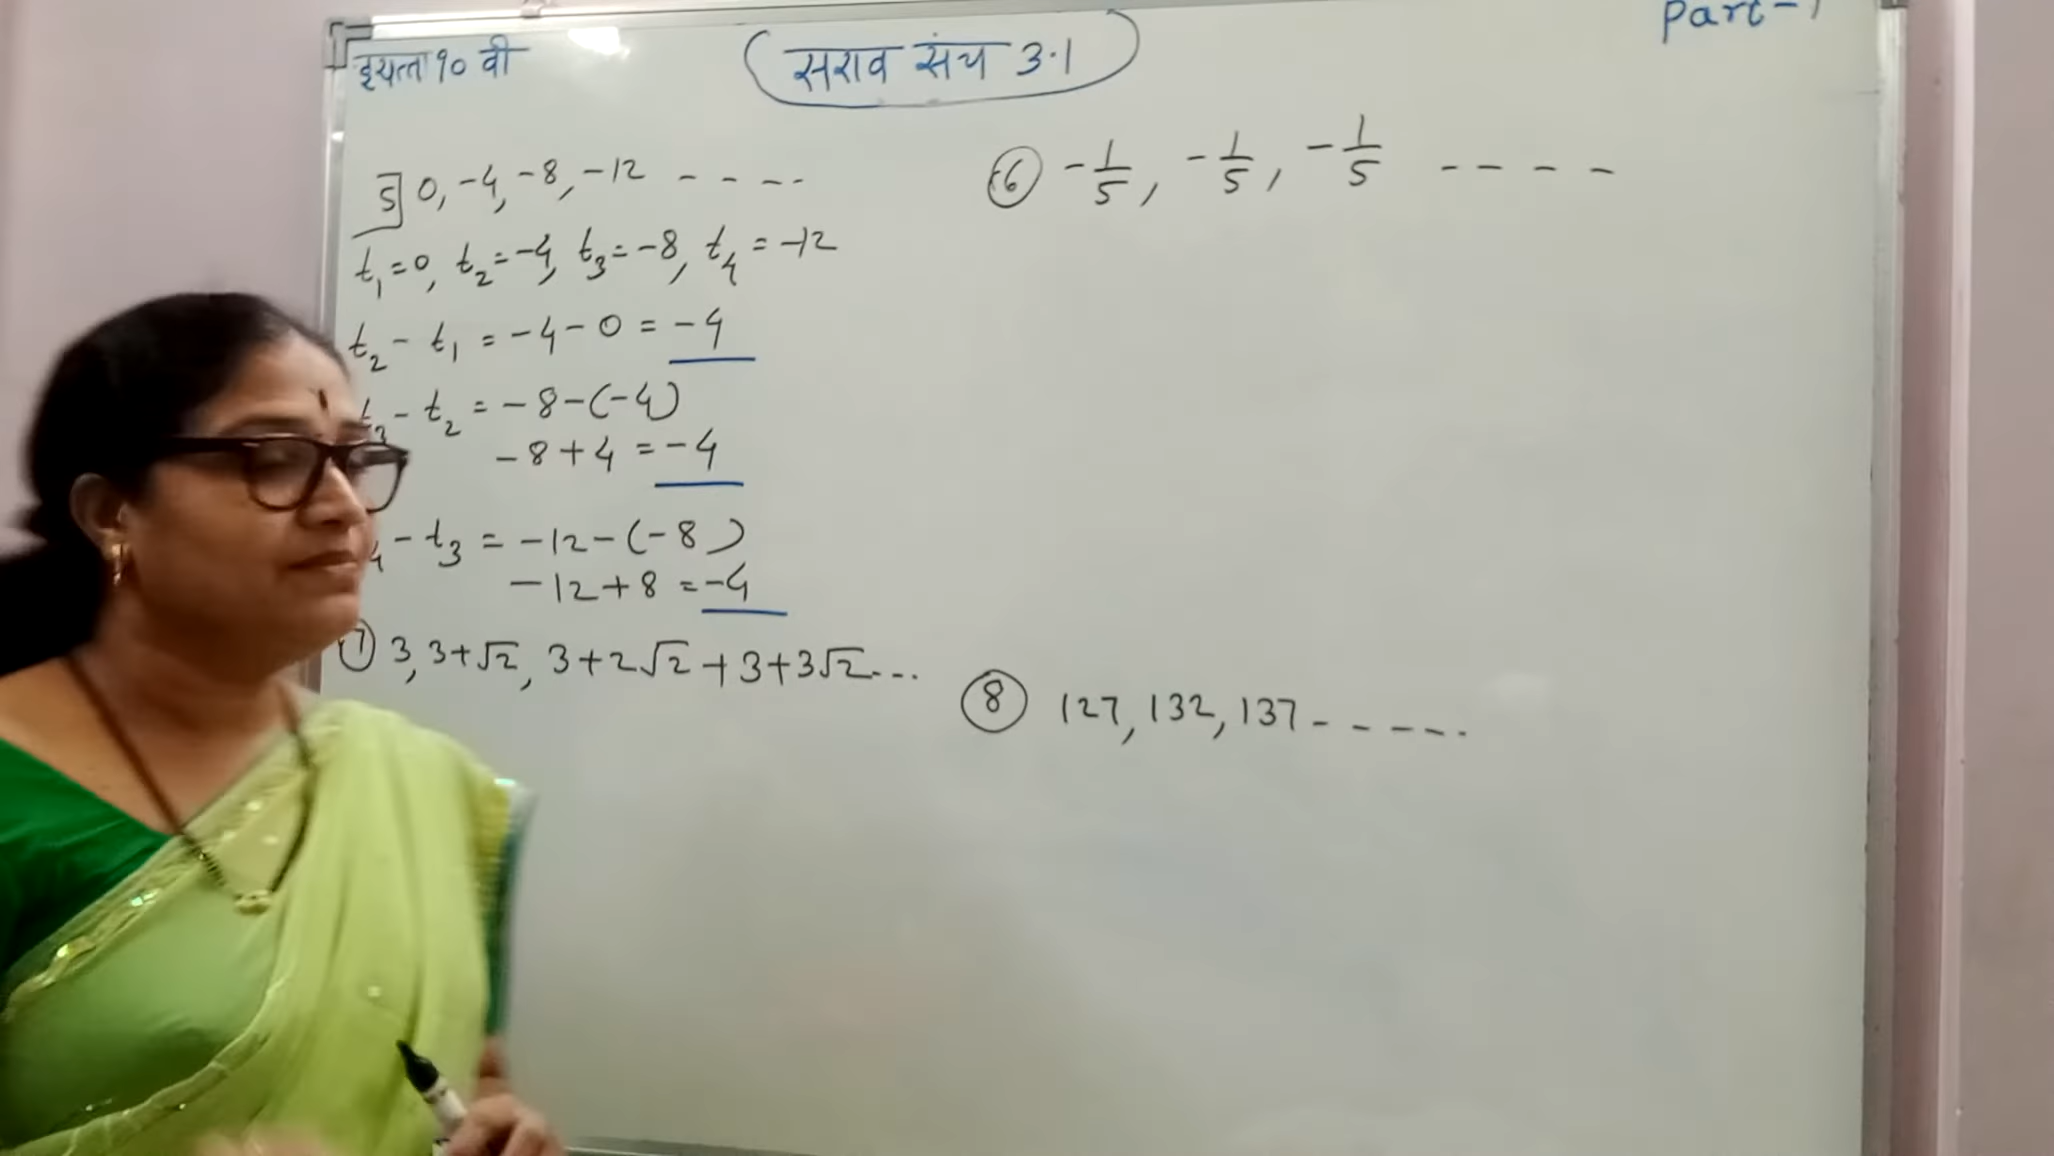 इयत्ता १० वी
सराव संच 3.1
Part-1
5] 0, -4, -8, -12 - - - -
t₁=0, t₂=-4, t₃=-8, t₄=-12
t₂ - t₁ = -4-0 = -4
t₃ - t₂ = -8-(-4)
-8+4 = -4
₄ - t₃ = -12-(-8)
-12+8 = -4
7) 3, 3+√2, 3+2√2+3+3√2...
(6) -1/5, -1/5, -1/5 - - - -
(8) 127, 132, 137 - - - - -.